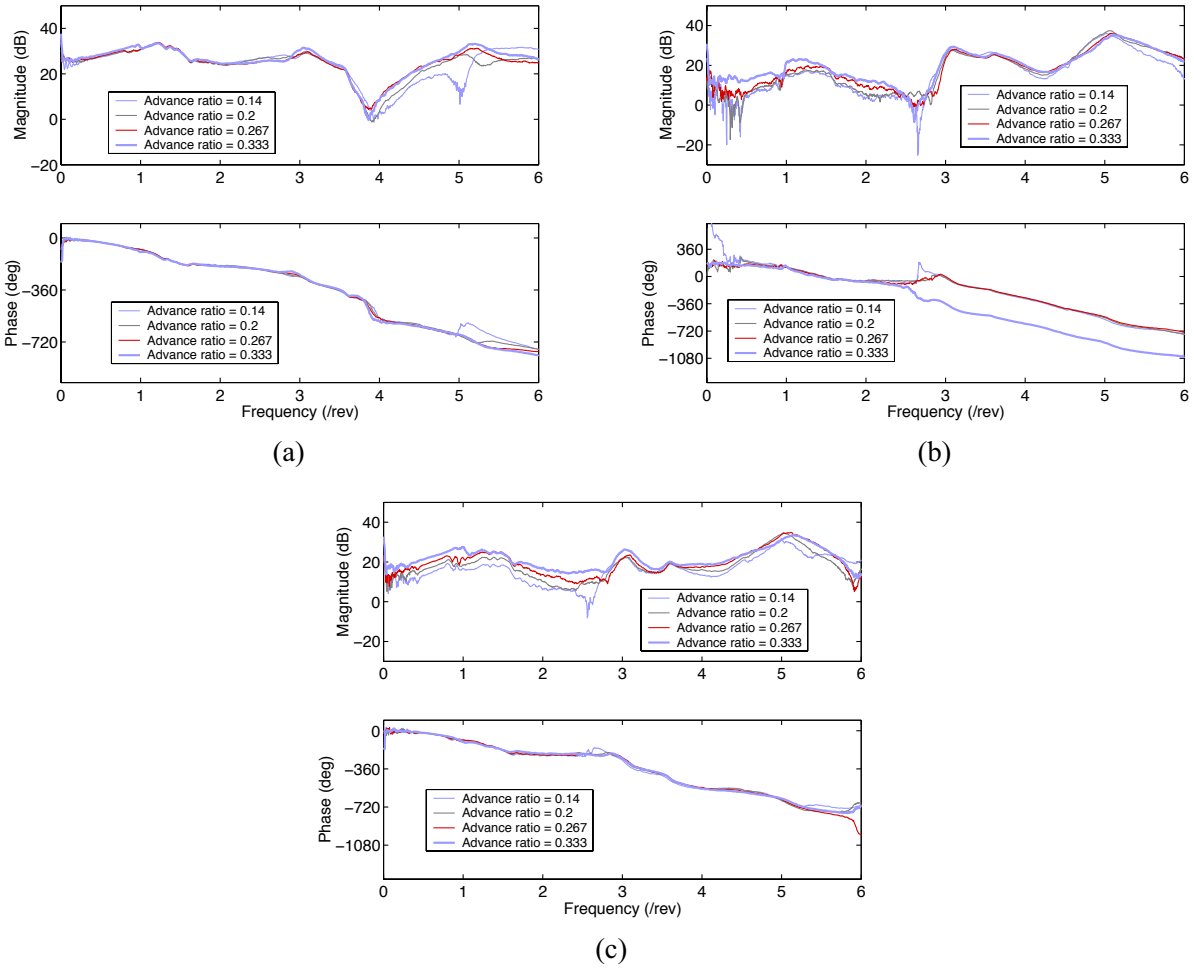 Magnitude (dB)
40
20
0
−20
0 1 2 3 4 5 6
Advance ratio = 0.14
Advance ratio = 0.2
Advance ratio = 0.267
Advance ratio = 0.333
Phase (deg)
0
−360
−720
0 1 2 3 4 5 6
Advance ratio = 0.14
Advance ratio = 0.2
Advance ratio = 0.267
Advance ratio = 0.333
Frequency (/rev)
(a)
Magnitude (dB)
40
20
0
−20
0 1 2 3 4 5 6
Advance ratio = 0.14
Advance ratio = 0.2
Advance ratio = 0.267
Advance ratio = 0.333
Phase (deg)
360
0
−360
−720
−1080
0 1 2 3 4 5 6
Advance ratio = 0.14
Advance ratio = 0.2
Advance ratio = 0.267
Advance ratio = 0.333
Frequency (/rev)
(b)
Magnitude (dB)
40
20
0
−20
0 1 2 3 4 5 6
Advance ratio = 0.14
Advance ratio = 0.2
Advance ratio = 0.267
Advance ratio = 0.333
Phase (deg)
0
−360
−720
−1080
0 1 2 3 4 5 6
Advance ratio = 0.14
Advance ratio = 0.2
Advance ratio = 0.267
Advance ratio = 0.333
Frequency (/rev)
(c)